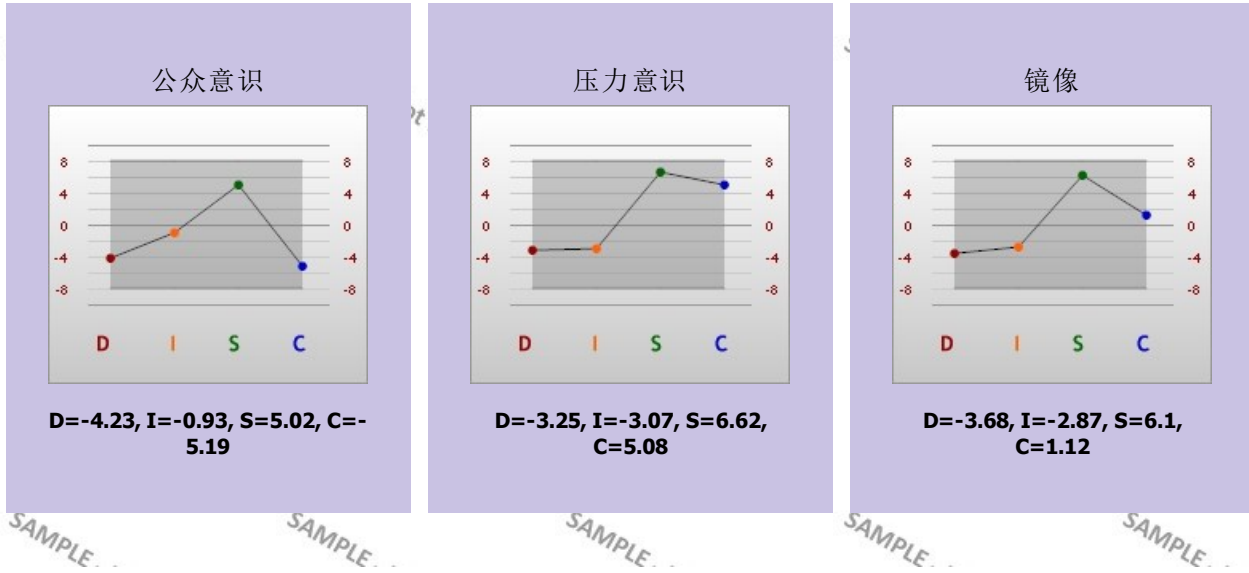 公众意识
8
4
0
-4
-8
8
4
0
-4
-8
D I S C
D=-4.23, I=-0.93, S=5.02, C=-
5.19
压力意识
8
4
0
-4
-8
8
4
0
-4
-8
D I S C
D=-3.25, I=-3.07, S=6.62,
C=5.08
镜像
8
4
0
-4
-8
8
4
0
-4
-8
D I S C
D=-3.68, I=-2.87, S=6.1,
C=1.12
SAMPLE
SAMPLE
SAMPLE
SAMPLE
SAMPLE